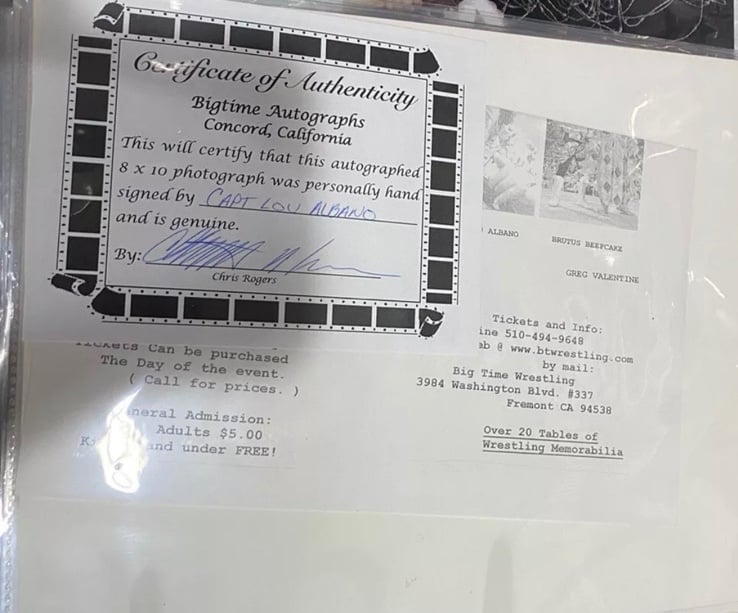 Certificate of Authenticity
Bigtime Autographs
Concord, California
This will certify that this autographed
8 x 10 photograph was personally hand
signed by CAPT LOU ALBANO
and is genuine.
By:
Chris Rogers
ALBANO
BRUTUS BEEFCAKE
GREG VALENTINE
Tickets Can be purchased
The Day of the event.
( Call for prices. )
neral Admission:
Adults $5.00
and under FREE!
Tickets and Info:
ine 510-494-9648
eb @ www.btwrestling.com
by mail:
Big Time Wrestling
3984 Washington Blvd. #337
Fremont CA 94538
Over 20 Tables of
Wrestling Memorabilia